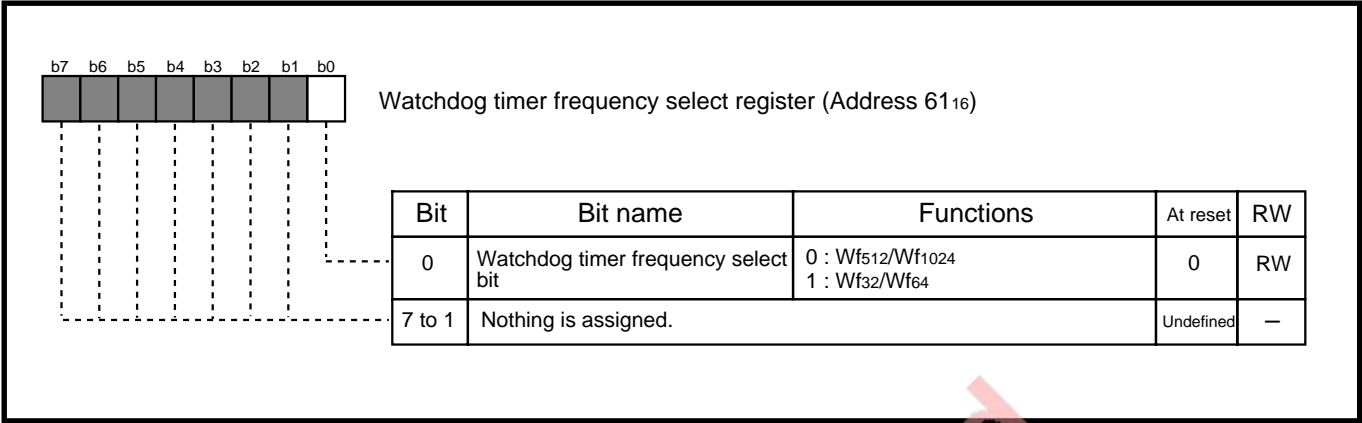 b7 b6 b5 b4 b3 b2 b1 b0
Watchdog timer frequency select register (Address 61₁₆)
Bit Bit name Functions At reset RW
0 Watchdog timer frequency select bit 0 : Wf₅₁₂/Wf₁₀₂₄ 0 RW
1 : Wf₃₂/Wf₆₄
7 to 1 Nothing is assigned. Undefined –